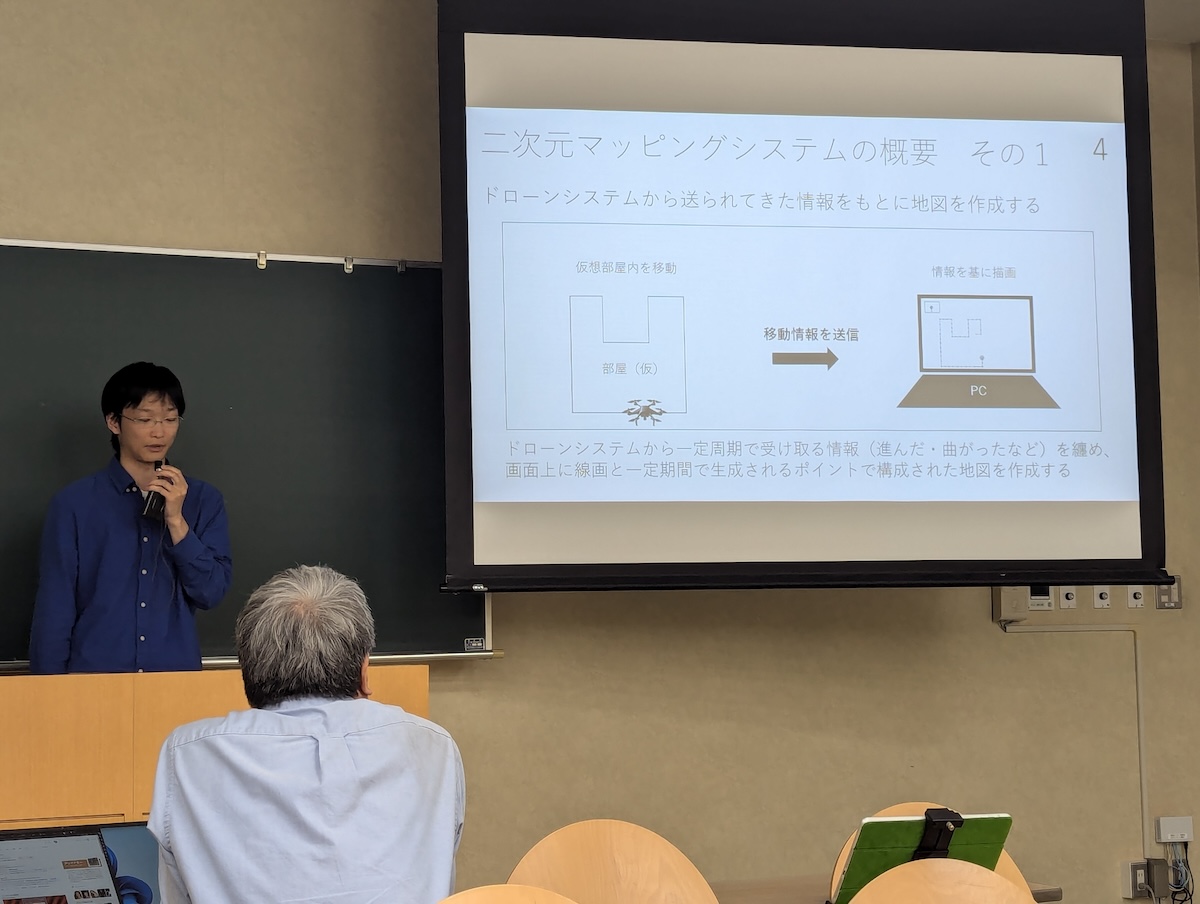 二次元マッピングシステムの概要　その１　4
ドローンシステムから送られてきた情報をもとに地図を作成する
仮想部屋内を移動
情報を基に描画
移動情報を送信
部屋（仮）
PC
ドローンシステムから一定周期で受け取る情報（進んだ・曲がったなど）を纏め、
画面上に線画と一定期間で生成されるポイントで構成された地図を作成する